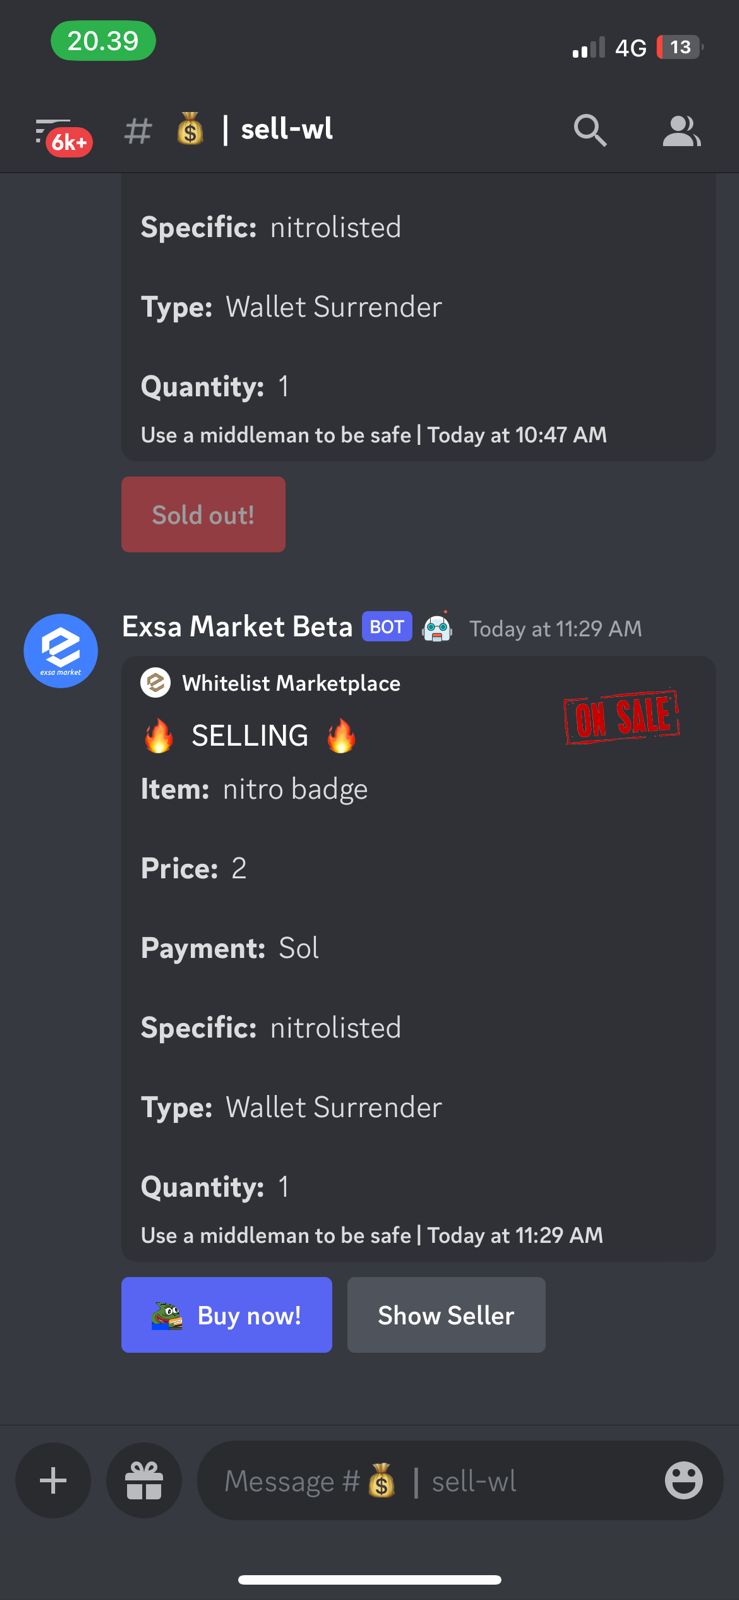 20.39
4G
13
6k+
# 💰 | sell-wl
Specific: nitrolisted
Type: Wallet Surrender
Quantity: 1
Use a middleman to be safe | Today at 10:47 AM
Sold out!
Exsa Market Beta BOT Today at 11:29 AM
exsa market
Whitelist Marketplace
🔥 SELLING 🔥
ON SALE
Item: nitro badge
Price: 2
Payment: Sol
Specific: nitrolisted
Type: Wallet Surrender
Quantity: 1
Use a middleman to be safe | Today at 11:29 AM
Buy now!
Show Seller
Message #💰 | sell-wl